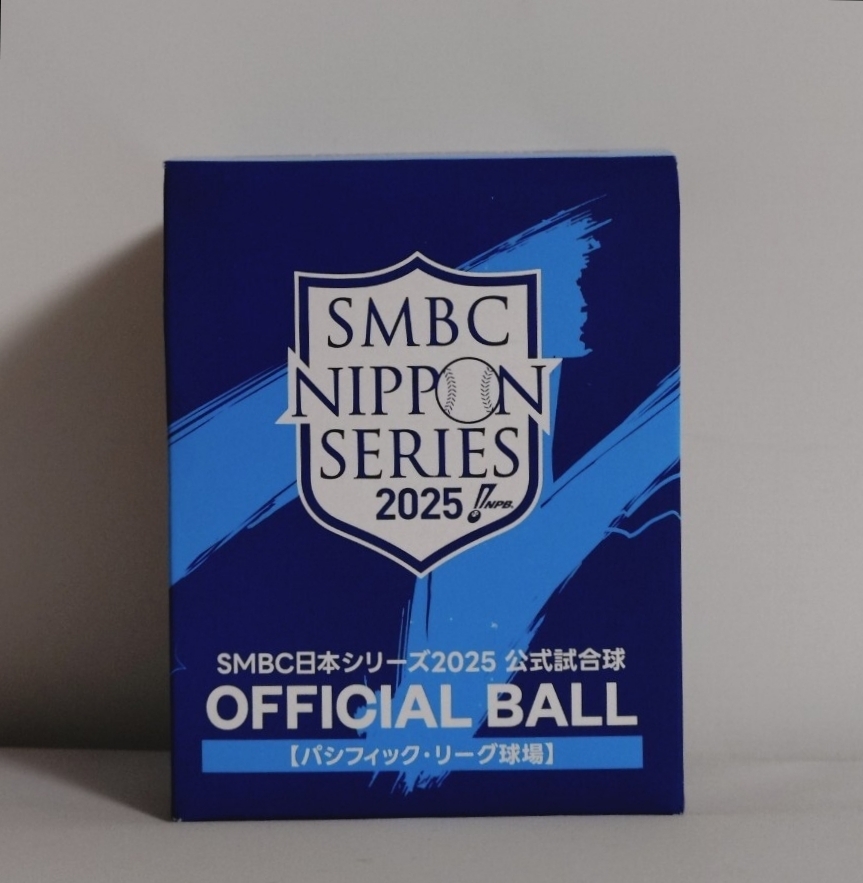 SMBC
NIPPON
SERIES
2025 NPB.
SMBC日本シリーズ2025 公式試合球
OFFICIAL BALL
【パシフィック・リーグ球場】